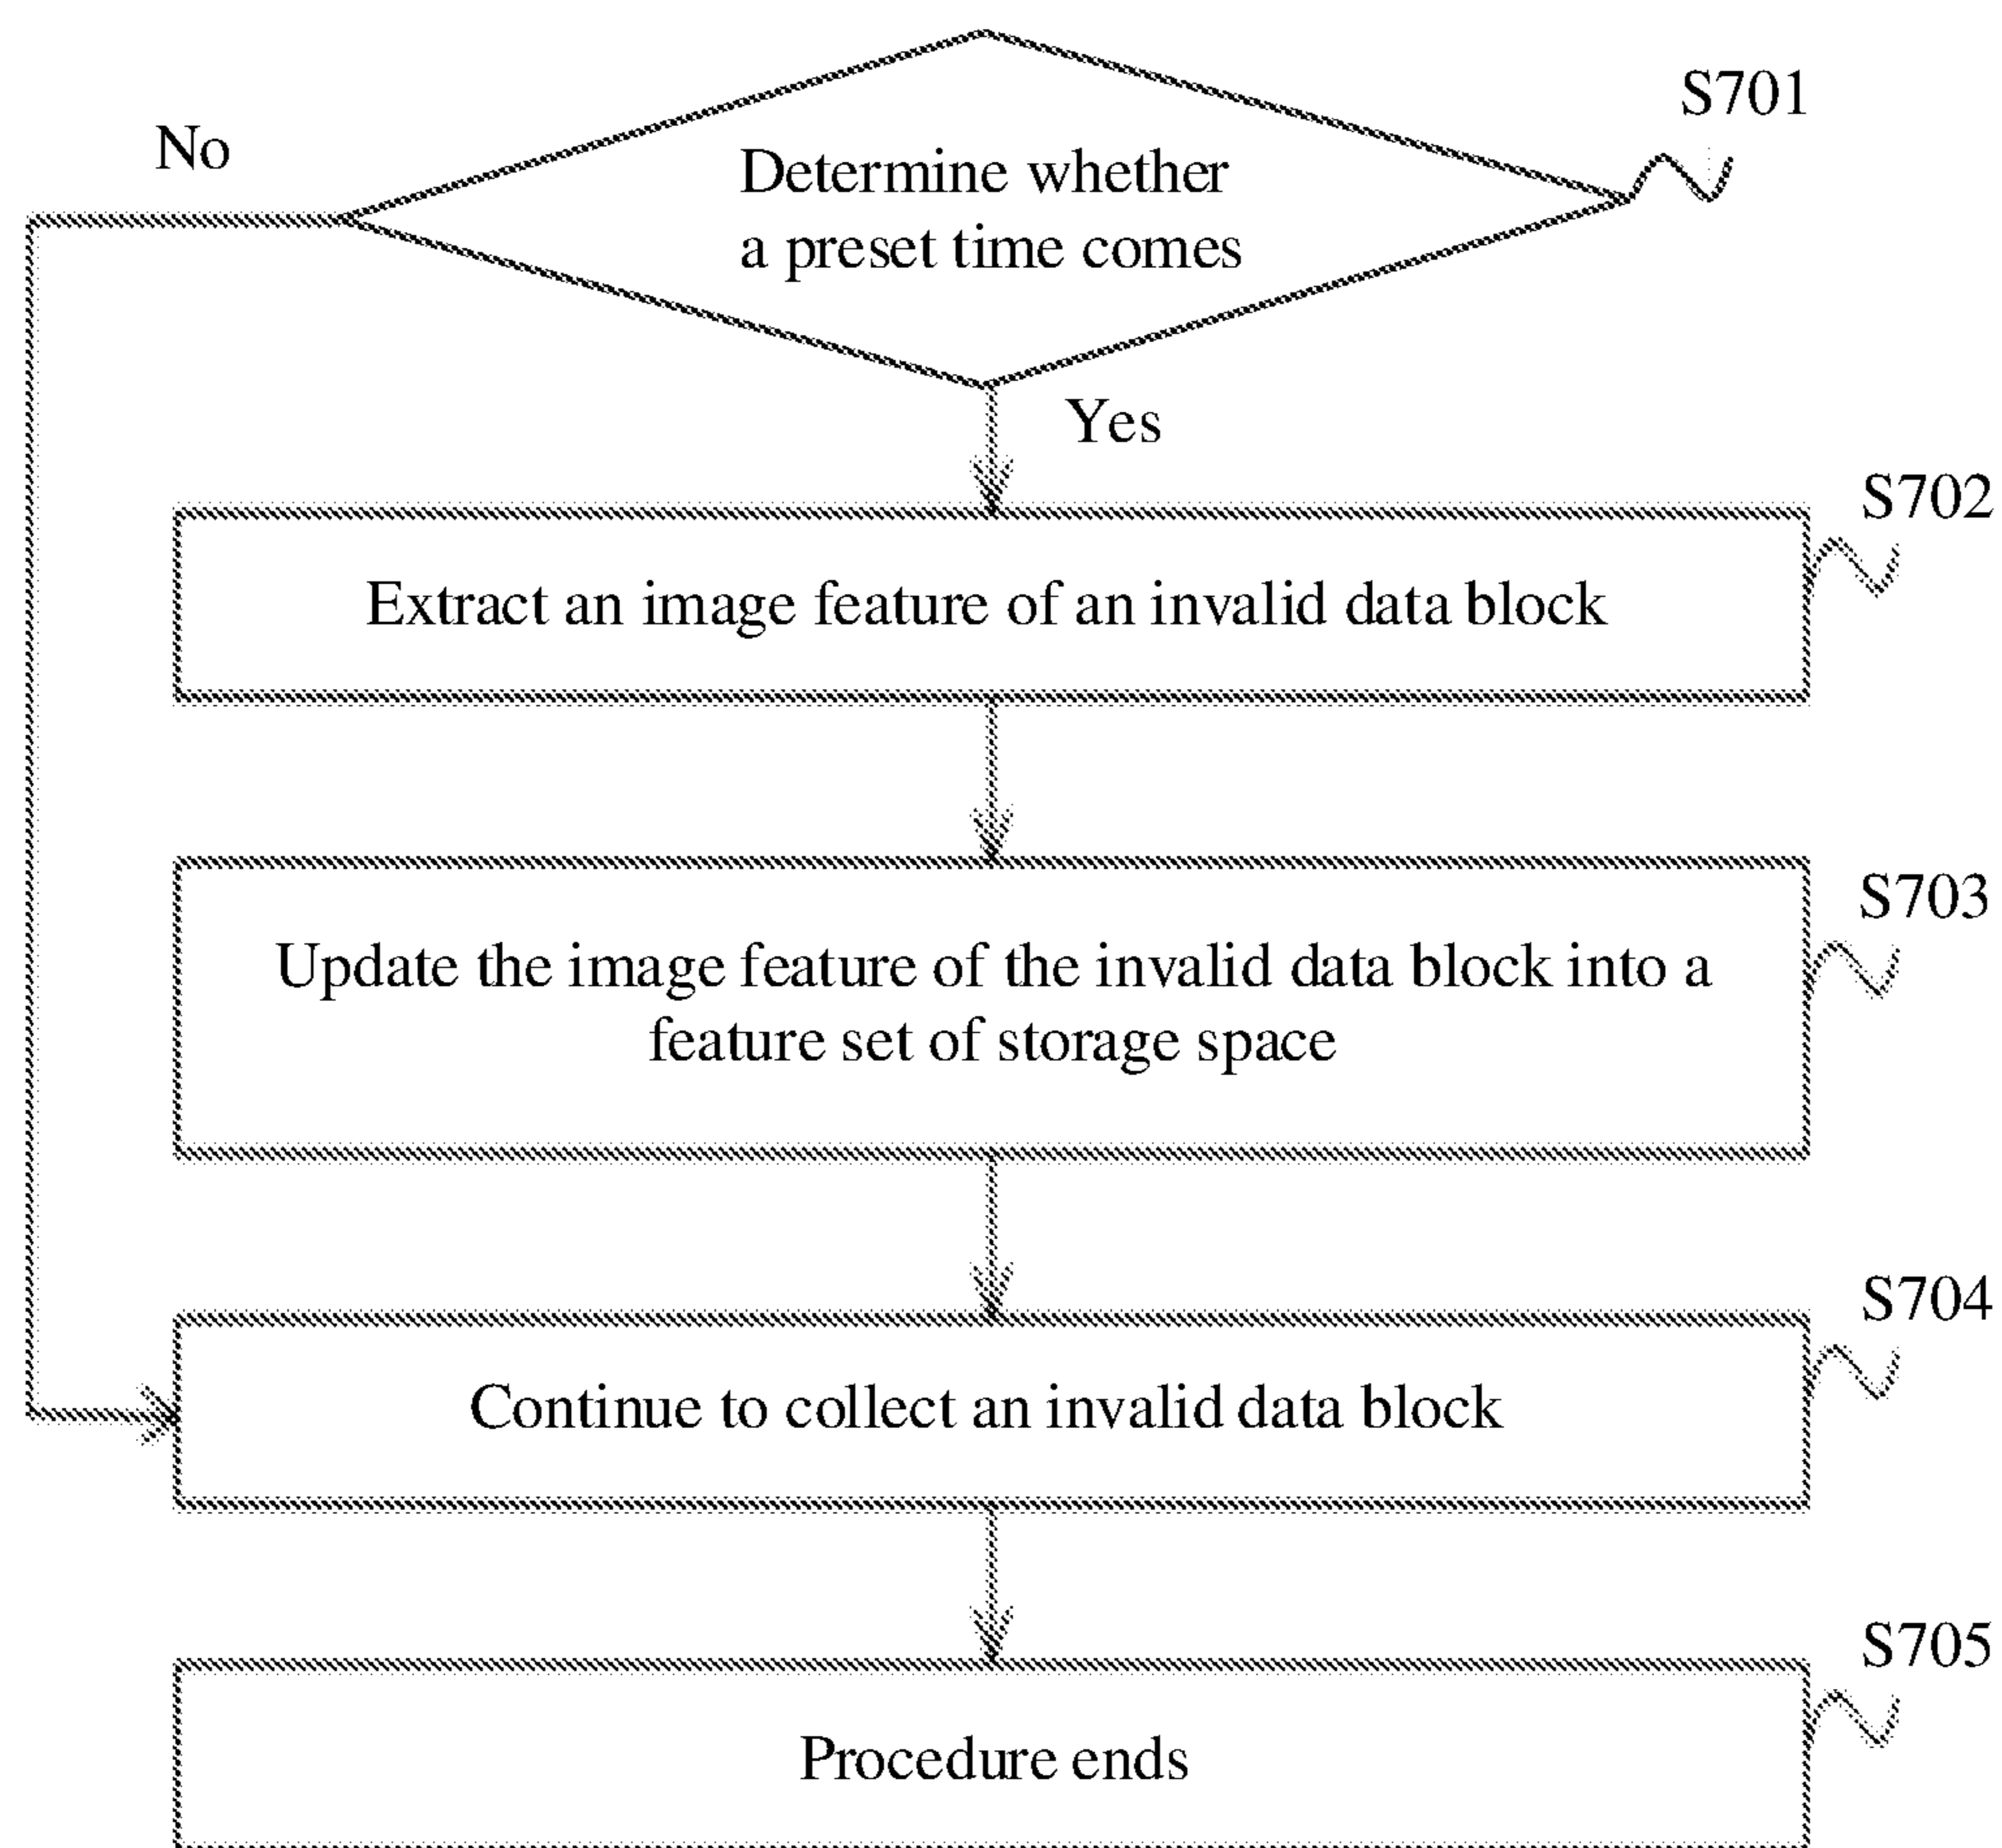 S701
No
Determine whether
a preset time comes
Yes
S702
Extract an image feature of an invalid data block
S703
Update the image feature of the invalid data block into a
feature set of storage space
S704
Continue to collect an invalid data block
S705
Procedure ends